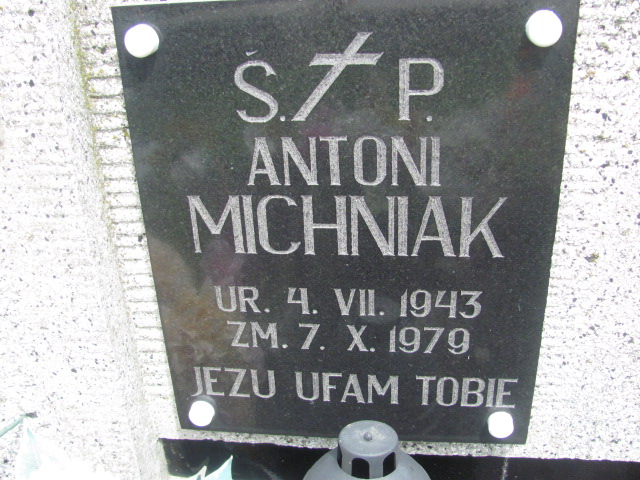 Ś. P.
ANTONI
MICHNIAK
UR. 4. VII. 1943
ZM. 7. X. 1979
JEZU UFAM TOBIE